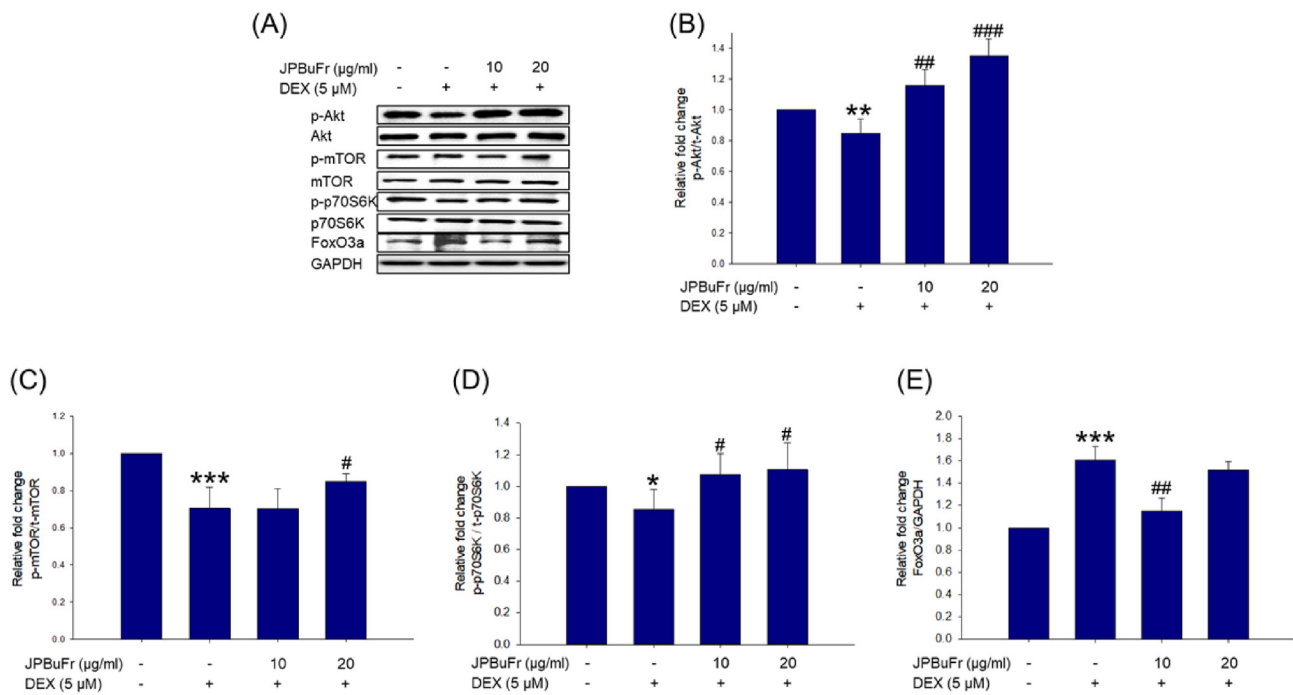 (A)
JPBuFr (µg/ml) - - 10 20
DEX (5 µM) - + + +
p-Akt
Akt
p-mTOR
mTOR
p-p70S6K
p70S6K
FoxO3a
GAPDH
(B)
Relative fold change
p-Akt/t-Akt
1.4
1.2
1.0
0.8
0.6
0.4
0.2
0.0
**
##
###
JPBuFr (µg/ml) - - 10 20
DEX (5 µM) - + + +
(C)
Relative fold change
p-mTOR/t-mTOR
1.2
1.0
0.8
0.6
0.4
0.2
0.0
***
#
JPBuFr (µg/ml) - - 10 20
DEX (5 µM) - + + +
(D)
Relative fold change
p-p70S6K / t-p70S6K
1.4
1.2
1.0
0.8
0.6
0.4
0.2
0.0
*
#
#
JPBuFr (µg/ml) - - 10 20
DEX (5 µM) - + + +
(E)
Relative fold change
FoxO3a/GAPDH
2.0
1.8
1.6
1.4
1.2
1.0
0.8
0.6
0.4
0.2
0.0
***
##
JPBuFr (µg/ml) - - 10 20
DEX (5 µM) - + + +